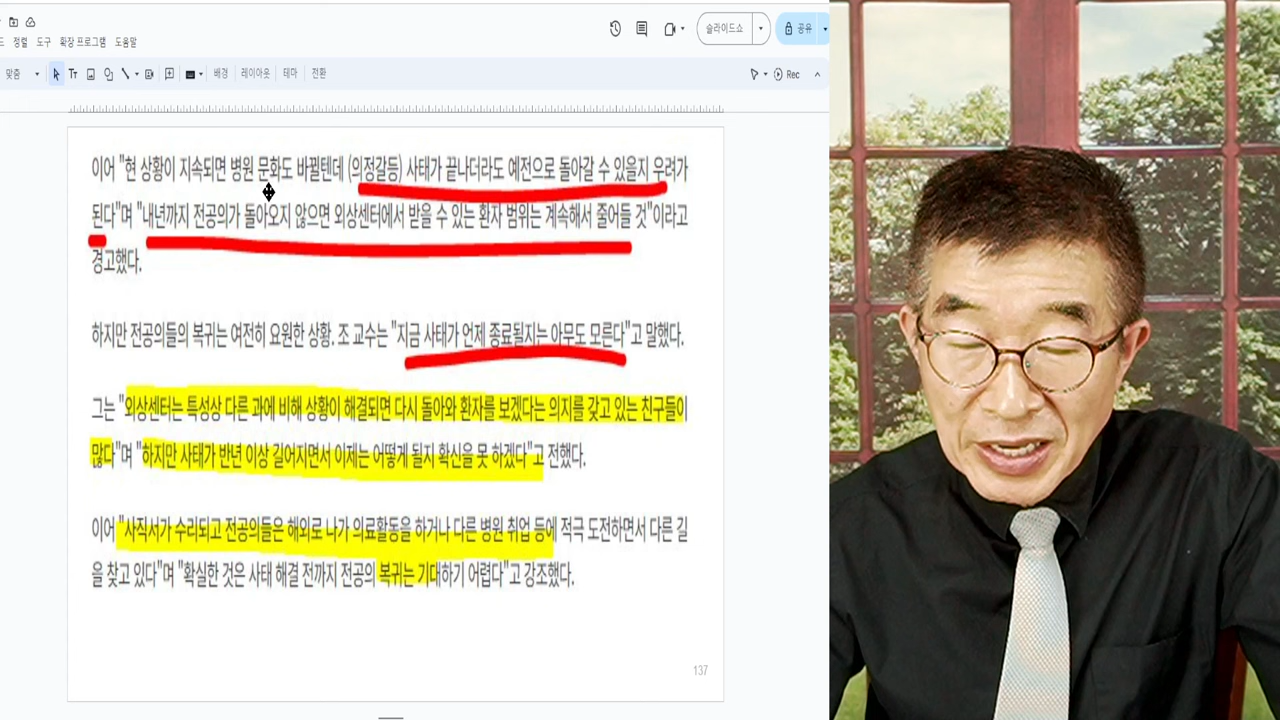 정렬 도구 확장 프로그램 도움말
슬라이드쇼
공유
맞춤
배경 레이아웃 테마 전환
Rec
이어 "현 상황이 지속되면 병원 문화도 바뀔텐데 (의정갈등) 사태가 끝나더라도 예전으로 돌아갈 수 있을지 우려가
된다"며 "내년까지 전공의가 돌아오지 않으면 외상센터에서 받을 수 있는 환자 범위는 계속해서 줄어들 것"이라고
경고했다.
하지만 전공의들의 복귀는 여전히 요원한 상황. 조 교수는 "지금 사태가 언제 종료될지는 아무도 모른다"고 말했다.
그는 "외상센터는 특성상 다른 과에 비해 상황이 해결되면 다시 돌아와 환자를 보겠다는 의지를 갖고 있는 친구들이
많다"며 "하지만 사태가 반년 이상 길어지면서 이제는 어떻게 될지 확신을 못 하겠다"고 전했다.
이어 "사직서가 수리되고 전공의들은 해외로 나가 의료활동을 하거나 다른 병원 취업 등에 적극 도전하면서 다른 길
을 찾고 있다"며 "확실한 것은 사태 해결 전까지 전공의 복귀는 기대하기 어렵다"고 강조했다.
137